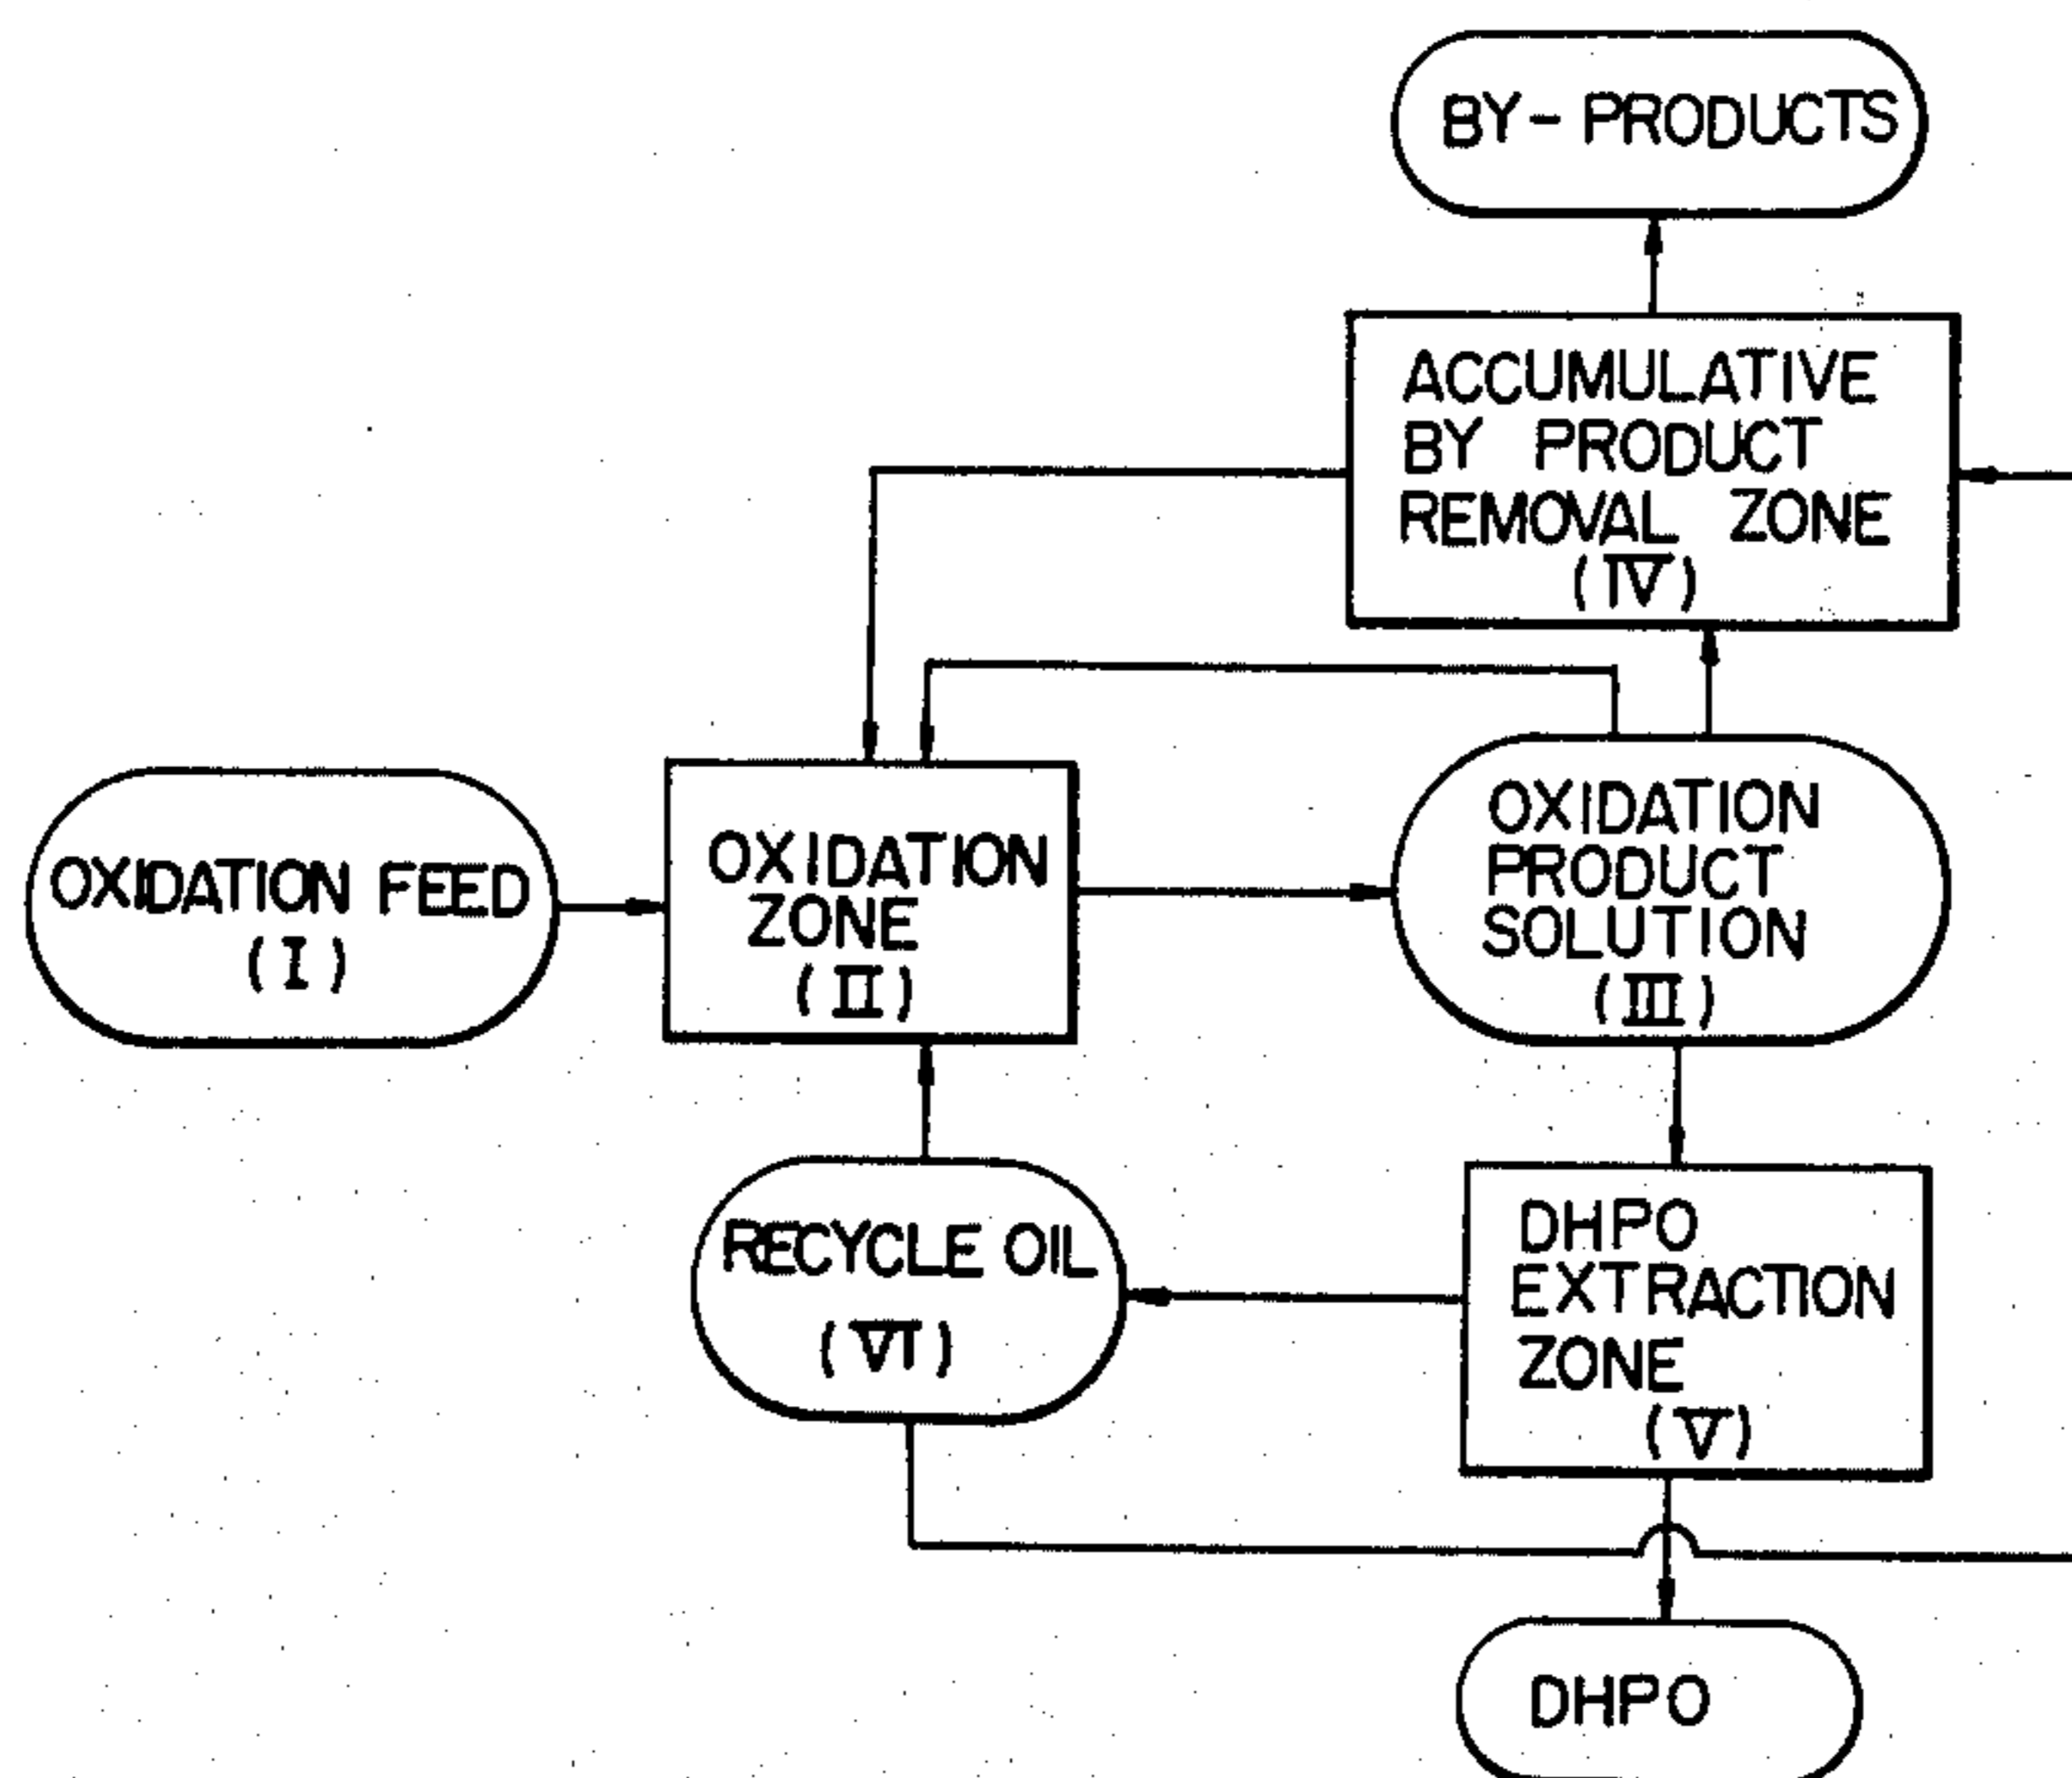 BY- PRODUCTS
ACCUMULATIVE
BY PRODUCT
REMOVAL ZONE
(IV)
OXIDATION FEED
(I)
OXIDATION
ZONE
(II)
OXIDATION
PRODUCT
SOLUTION
(III)
RECYCLE OIL
(VI)
DHPO
EXTRACTION
ZONE
(V)
DHPO